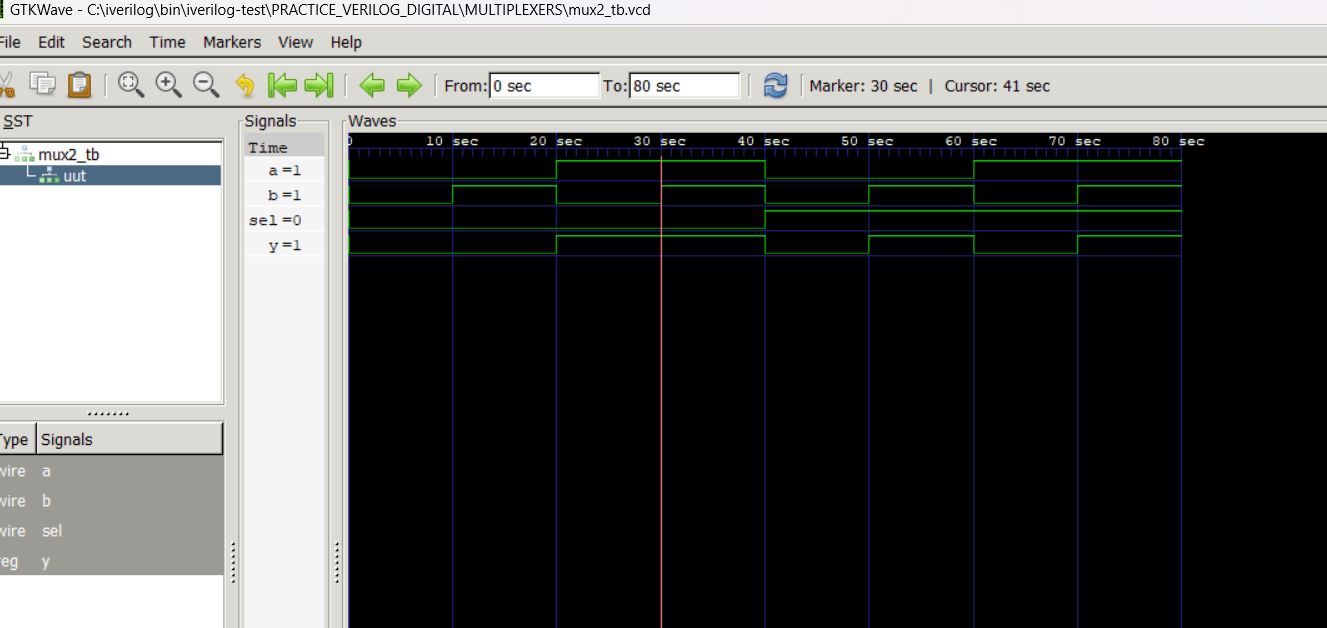 GTKWave - C:\iverilog\bin\iverilog-test\PRACTICE_VERILOG_DIGITAL\MULTIPLEXERS\mux2_tb.vcd
File Edit Search Time Markers View Help
From: 0 sec To: 80 sec Marker: 30 sec | Cursor: 41 sec
SST
mux2_tb
uut
Type Signals
wire a
wire b
wire sel
reg y
Signals
Time
a =1
b =1
sel =0
y =1
Waves
0 10 sec 20 sec 30 sec 40 sec 50 sec 60 sec 70 sec 80 sec